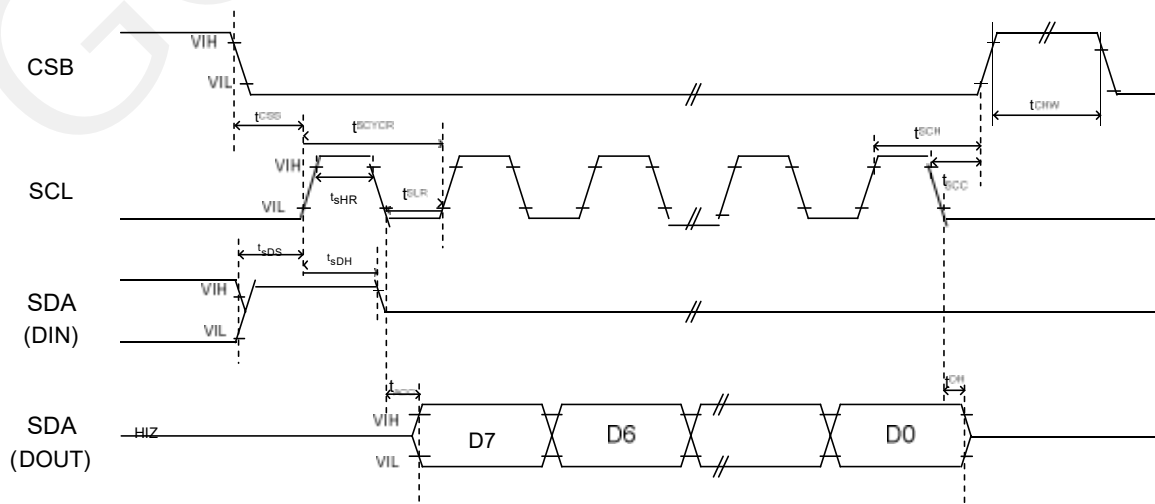 VIH
CSB
VIL
tCSS
tSCYCR
tCHW
tSCH
VIH
SCL
tsHR
tSLR
tSCC
VIL
tsDS
tsDH
SDA
(DIN)
VIH
VIL
tOH
VIH
SDA
(DOUT)
HIZ
D7
D6
D0
VIL